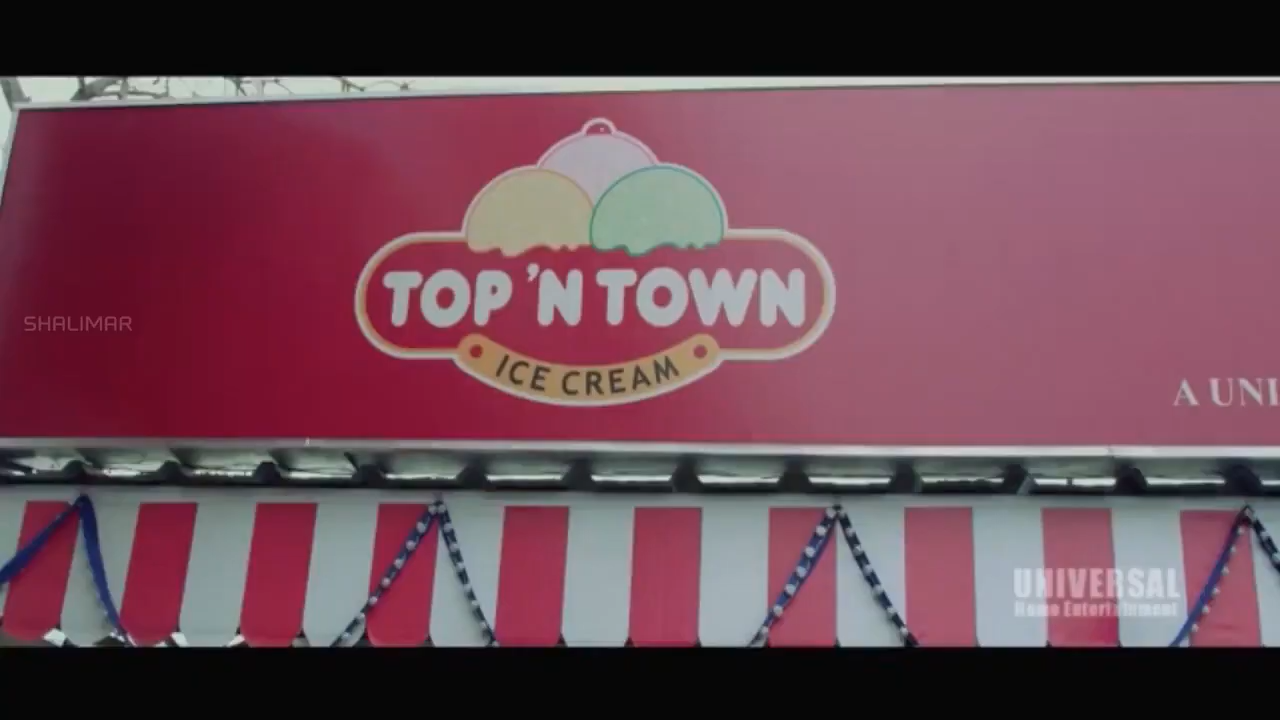 TOP 'N TOWN
ICE CREAM
SHALIMAR
A UNI
UNIVERSAL
Home Entertainment